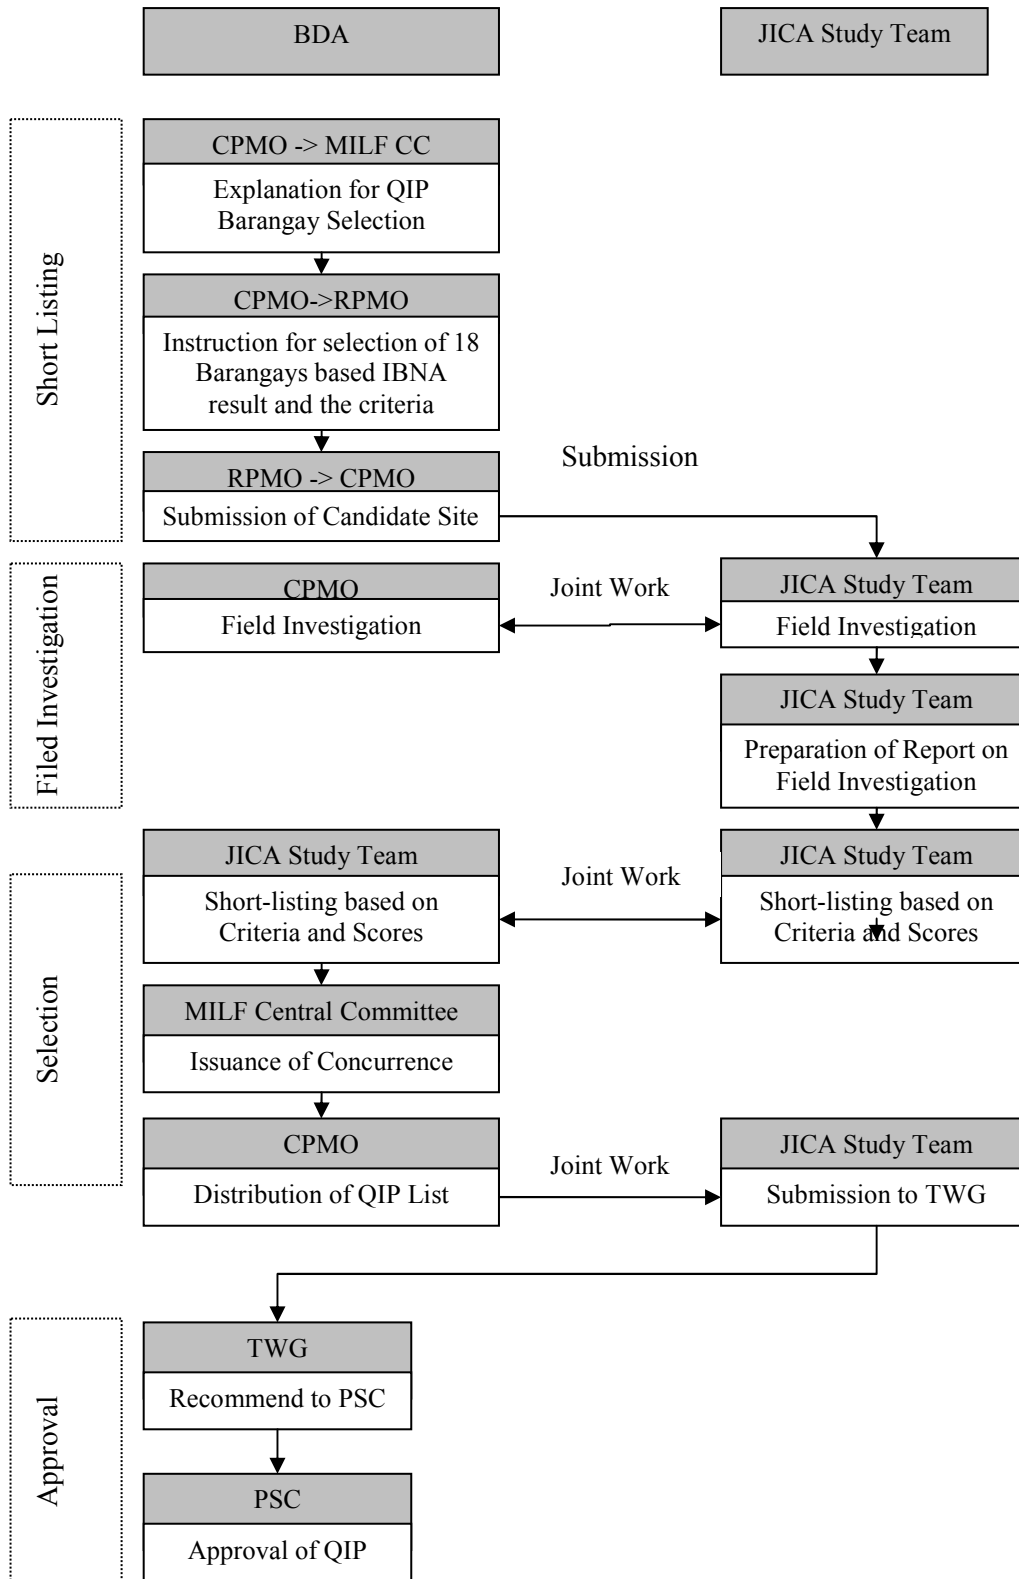 BDA
JICA Study Team
Short Listing
CPMO -> MILF CC
Explanation for QIP
Barangay Selection
CPMO->RPMO
Instruction for selection of 18
Barangays based IBNA
result and the criteria
RPMO -> CPMO
Submission of Candidate Site
Submission
Filed Investigation
CPMO
Field Investigation
Joint Work
JICA Study Team
Field Investigation
JICA Study Team
Preparation of Report on
Field Investigation
Selection
JICA Study Team
Short-listing based on
Criteria and Scores
Joint Work
JICA Study Team
Short-listing based on
Criteria and Scores
MILF Central Committee
Issuance of Concurrence
CPMO
Distribution of QIP List
Joint Work
JICA Study Team
Submission to TWG
Approval
TWG
Recommend to PSC
PSC
Approval of QIP